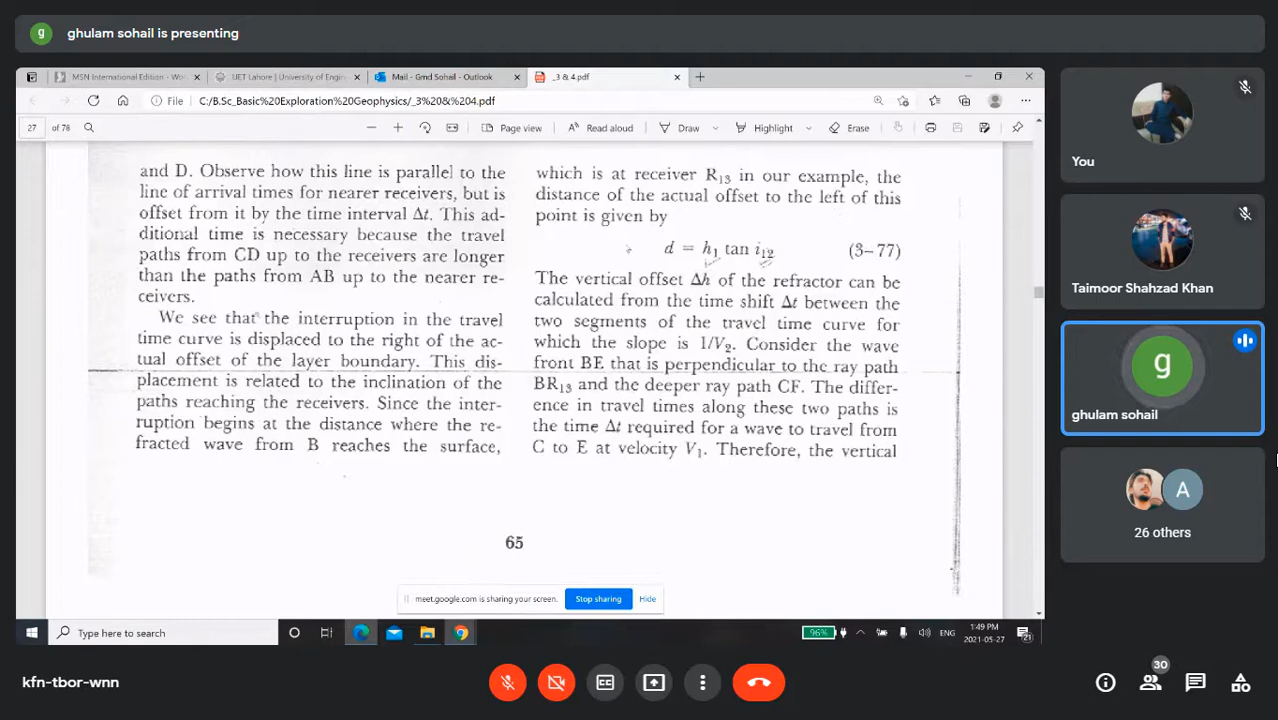 g ghulam sohail is presenting
MSN International Edition - Wo
UET Lahore | University of Engin
Mail - Gmd Sohail - Outlook
_3 & 4.pdf
File C:/B.Sc_Basic%20Exploration%20Geophysics/_3%20&%204.pdf
27 of 78
Page view
Read aloud
Draw
Highlight
Erase
and D. Observe how this line is parallel to the
line of arrival times for nearer receivers, but is
offset from it by the time interval Δt. This ad-
ditional time is necessary because the travel
paths from CD up to the receivers are longer
than the paths from AB up to the nearer re-
ceivers.
We see that the interruption in the travel
time curve is displaced to the right of the ac-
tual offset of the layer boundary. This dis-
placement is related to the inclination of the
paths reaching the receivers. Since the inter-
ruption begins at the distance where the re-
fracted wave from B reaches the surface,
which is at receiver R₁₃ in our example, the
distance of the actual offset to the left of this
point is given by
d = h₁ tan i₁₂ (3–77)
The vertical offset Δh of the refractor can be
calculated from the time shift Δt between the
two segments of the travel time curve for
which the slope is 1/V₂. Consider the wave
front BE that is perpendicular to the ray path
BR₁₃ and the deeper ray path CF. The differ-
ence in travel times along these two paths is
the time Δt required for a wave to travel from
C to E at velocity V₁. Therefore, the vertical
65
meet.google.com is sharing your screen.
Stop sharing
Hide
Type here to search
96%
ENG
1:49 PM
2021-05-27
21
You
Taimoor Shahzad Khan
g
ghulam sohail
A
26 others
kfn-tbor-wnn
CC
30